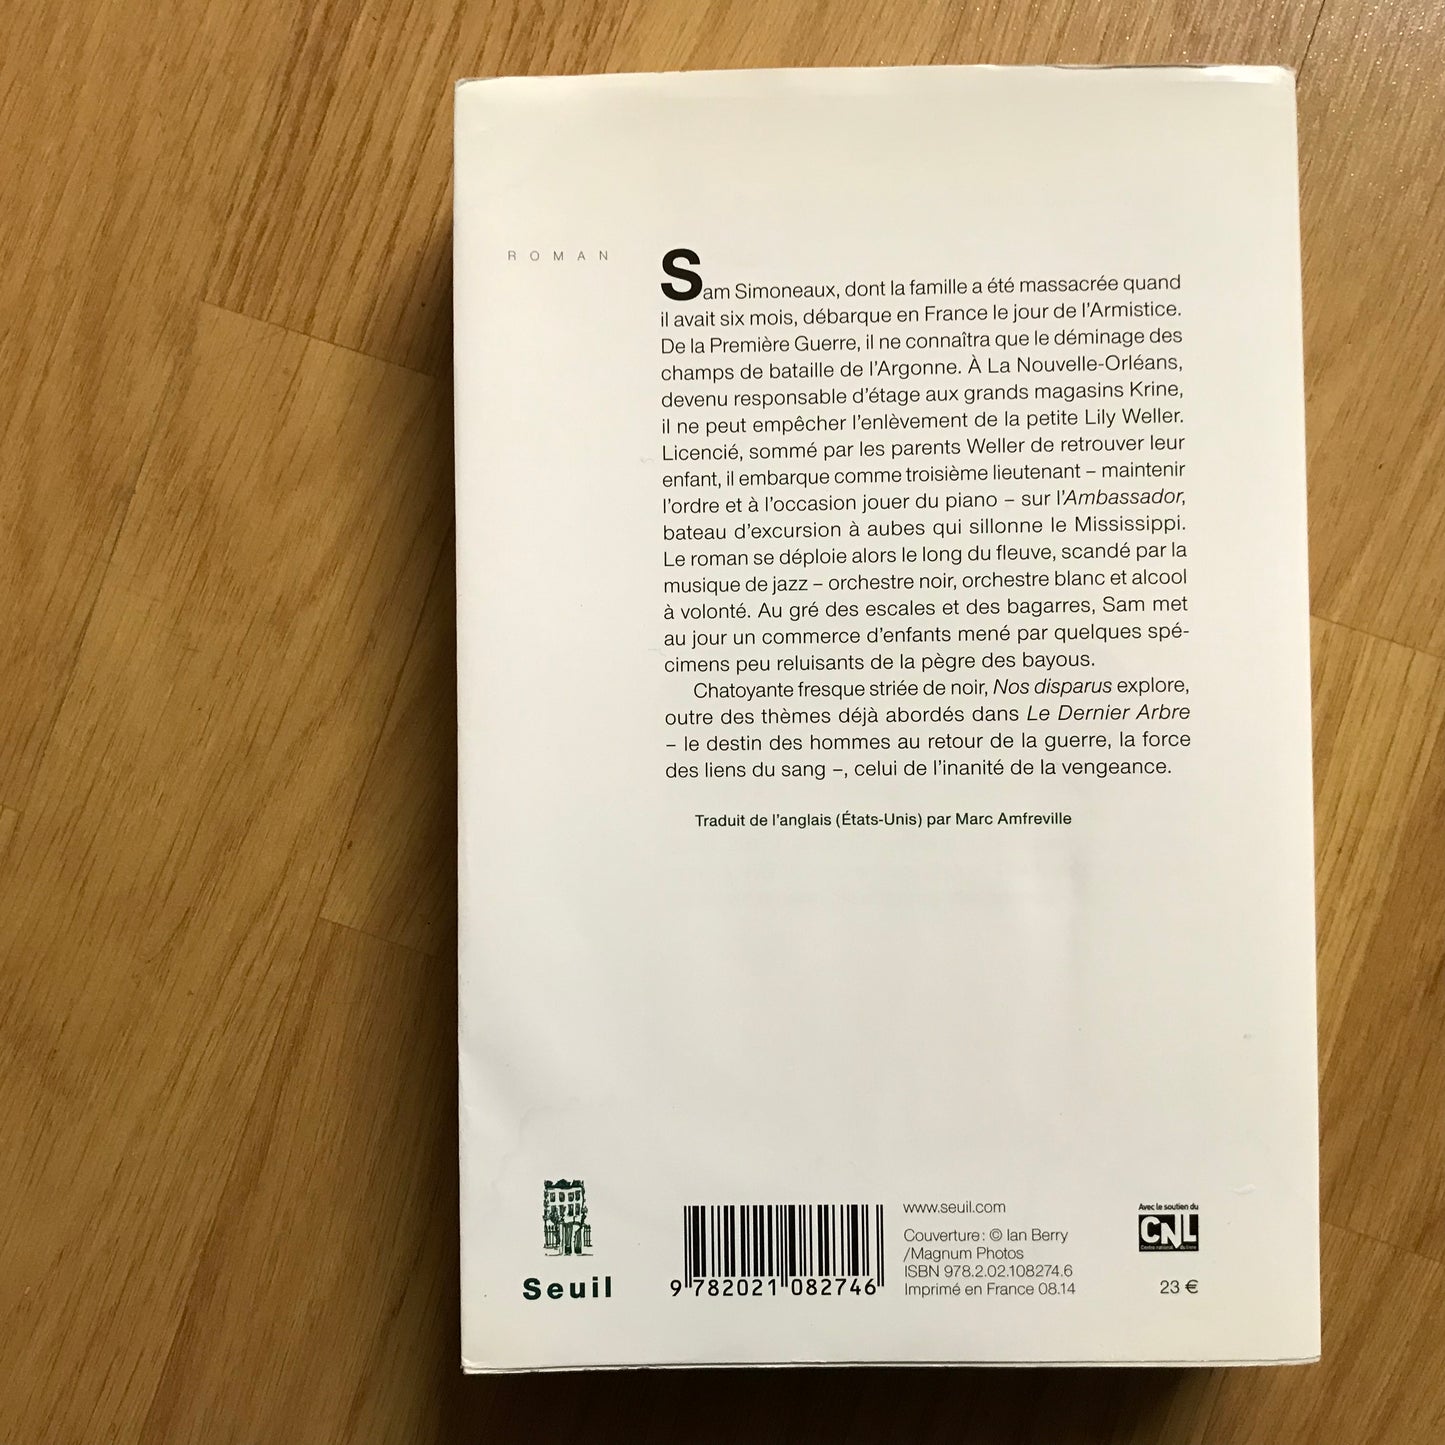 ROMAN
Sam Simoneaux, dont la famille a été massacrée quand
il avait six mois, débarque en France le jour de l'Armistice.
De la Première Guerre, il ne connaîtra que le déminage des
champs de bataille de l'Argonne. À La Nouvelle-Orléans,
devenu responsable d'étage aux grands magasins Krine,
il ne peut empêcher l'enlèvement de la petite Lily Weller.
Licencié, sommé par les parents Weller de retrouver leur
enfant, il embarque comme troisième lieutenant – maintenir
l'ordre et à l'occasion jouer du piano – sur l'Ambassador,
bateau d'excursion à aubes qui sillonne le Mississippi.
Le roman se déploie alors le long du fleuve, scandé par la
musique de jazz – orchestre noir, orchestre blanc et alcool
à volonté. Au gré des escales et des bagarres, Sam met
au jour un commerce d'enfants mené par quelques spé-
cimens peu reluisants de la pègre des bayous.
Chatoyante fresque striée de noir, Nos disparus explore,
outre des thèmes déjà abordés dans Le Dernier Arbre
– le destin des hommes au retour de la guerre, la force
des liens du sang –, celui de l'inanité de la vengeance.
Traduit de l'anglais (États-Unis) par Marc Amfreville
Seuil
9 782021 082746
www.seuil.com
Couverture : © Ian Berry
/Magnum Photos
ISBN 978.2.02.108274.6
Imprimé en France 08.14
Avec le soutien du
CNL
Centre national du livre
23 €